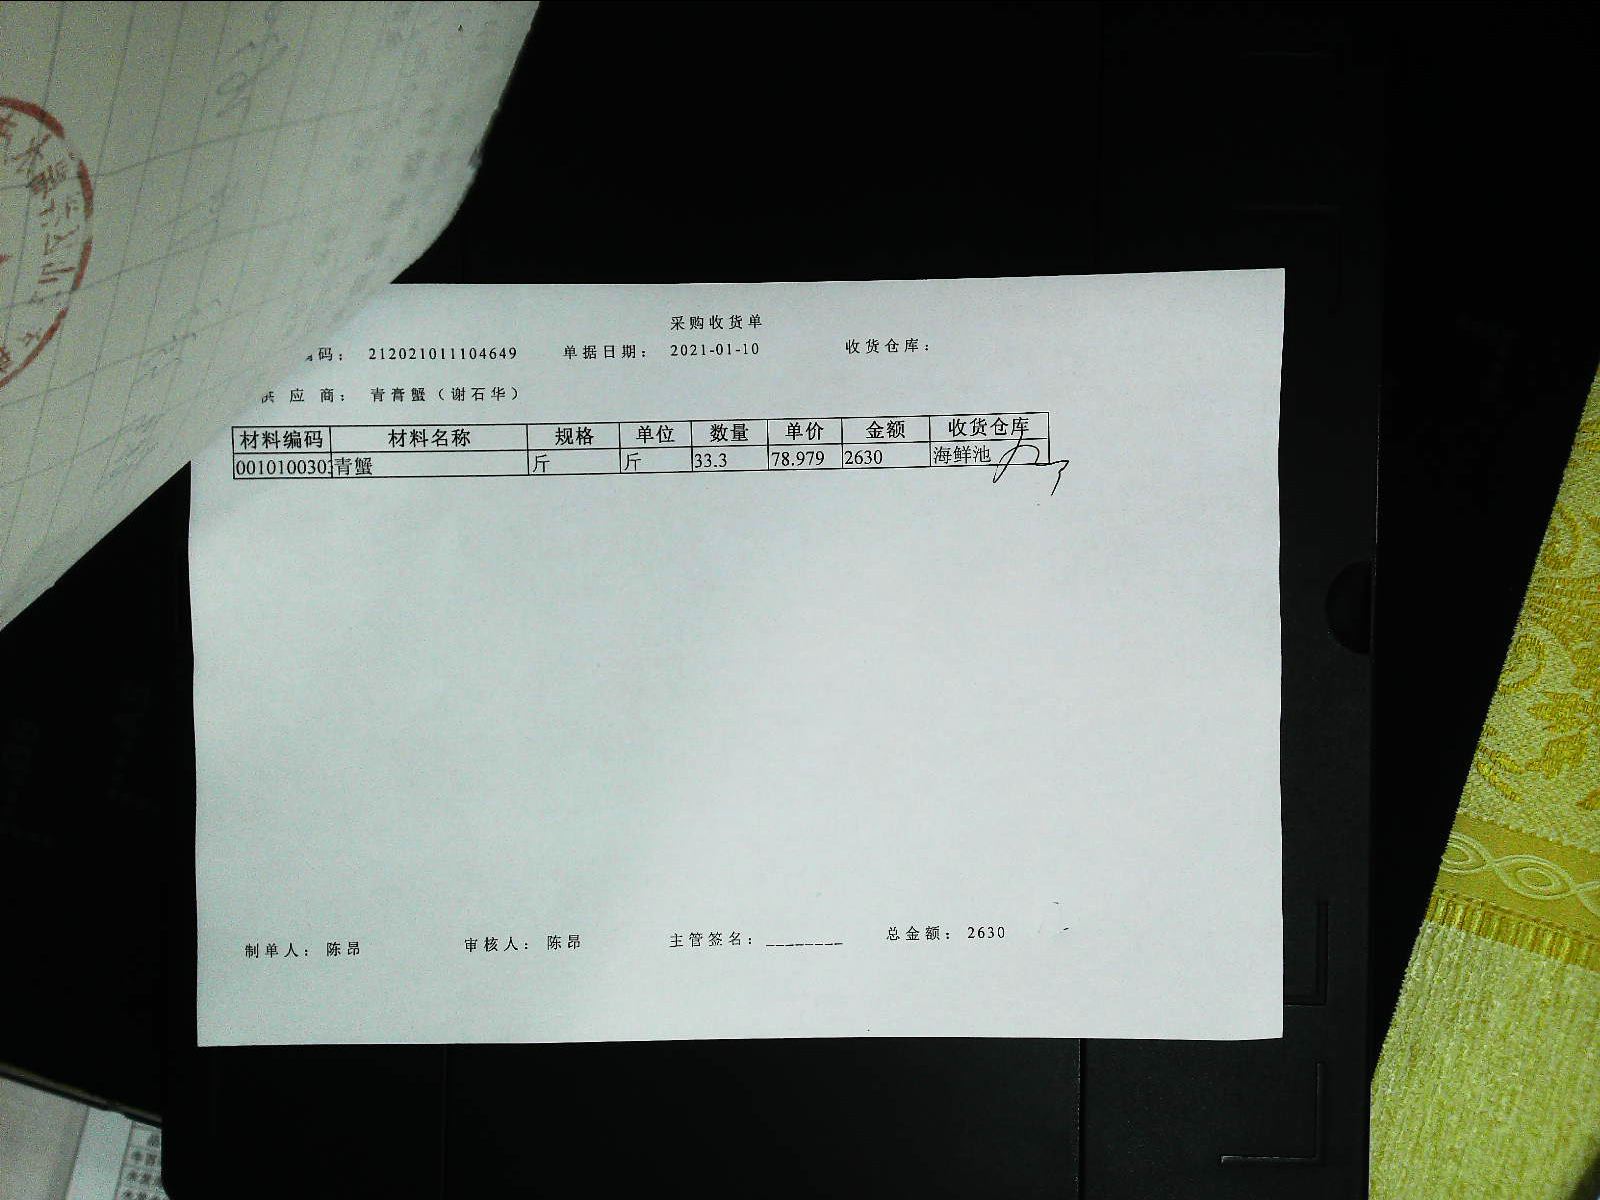 采购收货单
码： 212021011104649 单据日期： 2021-01-10 收货仓库：
供应商： 青膏蟹（谢石华）
材料编码 材料名称 规格 单位 数量 单价 金额 收货仓库
0010100303 青蟹 斤 斤 33.3 78.979 2630 海鲜池
制单人： 陈昂 审核人： 陈昂 主管签名：________ 总金额： 2630